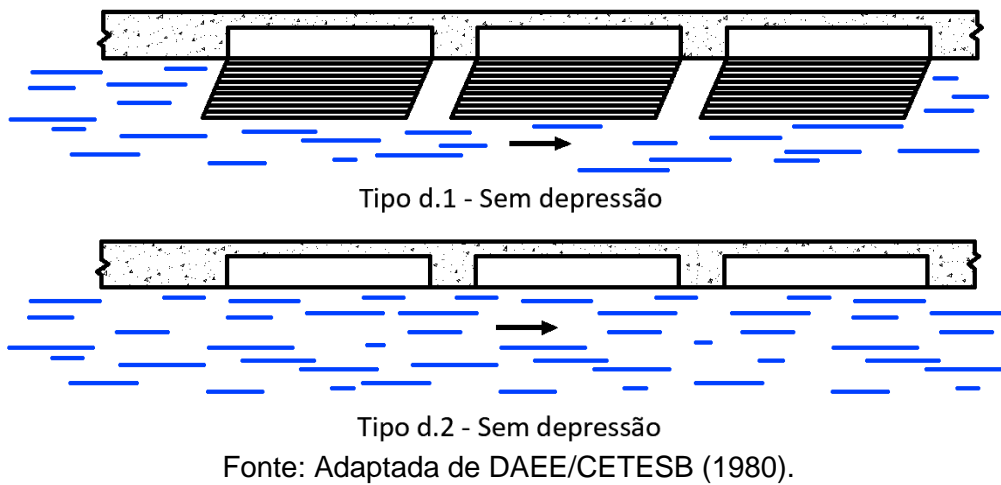 Tipo d.1 - Sem depressão
Tipo d.2 - Sem depressão
Fonte: Adaptada de DAEE/CETESB (1980).